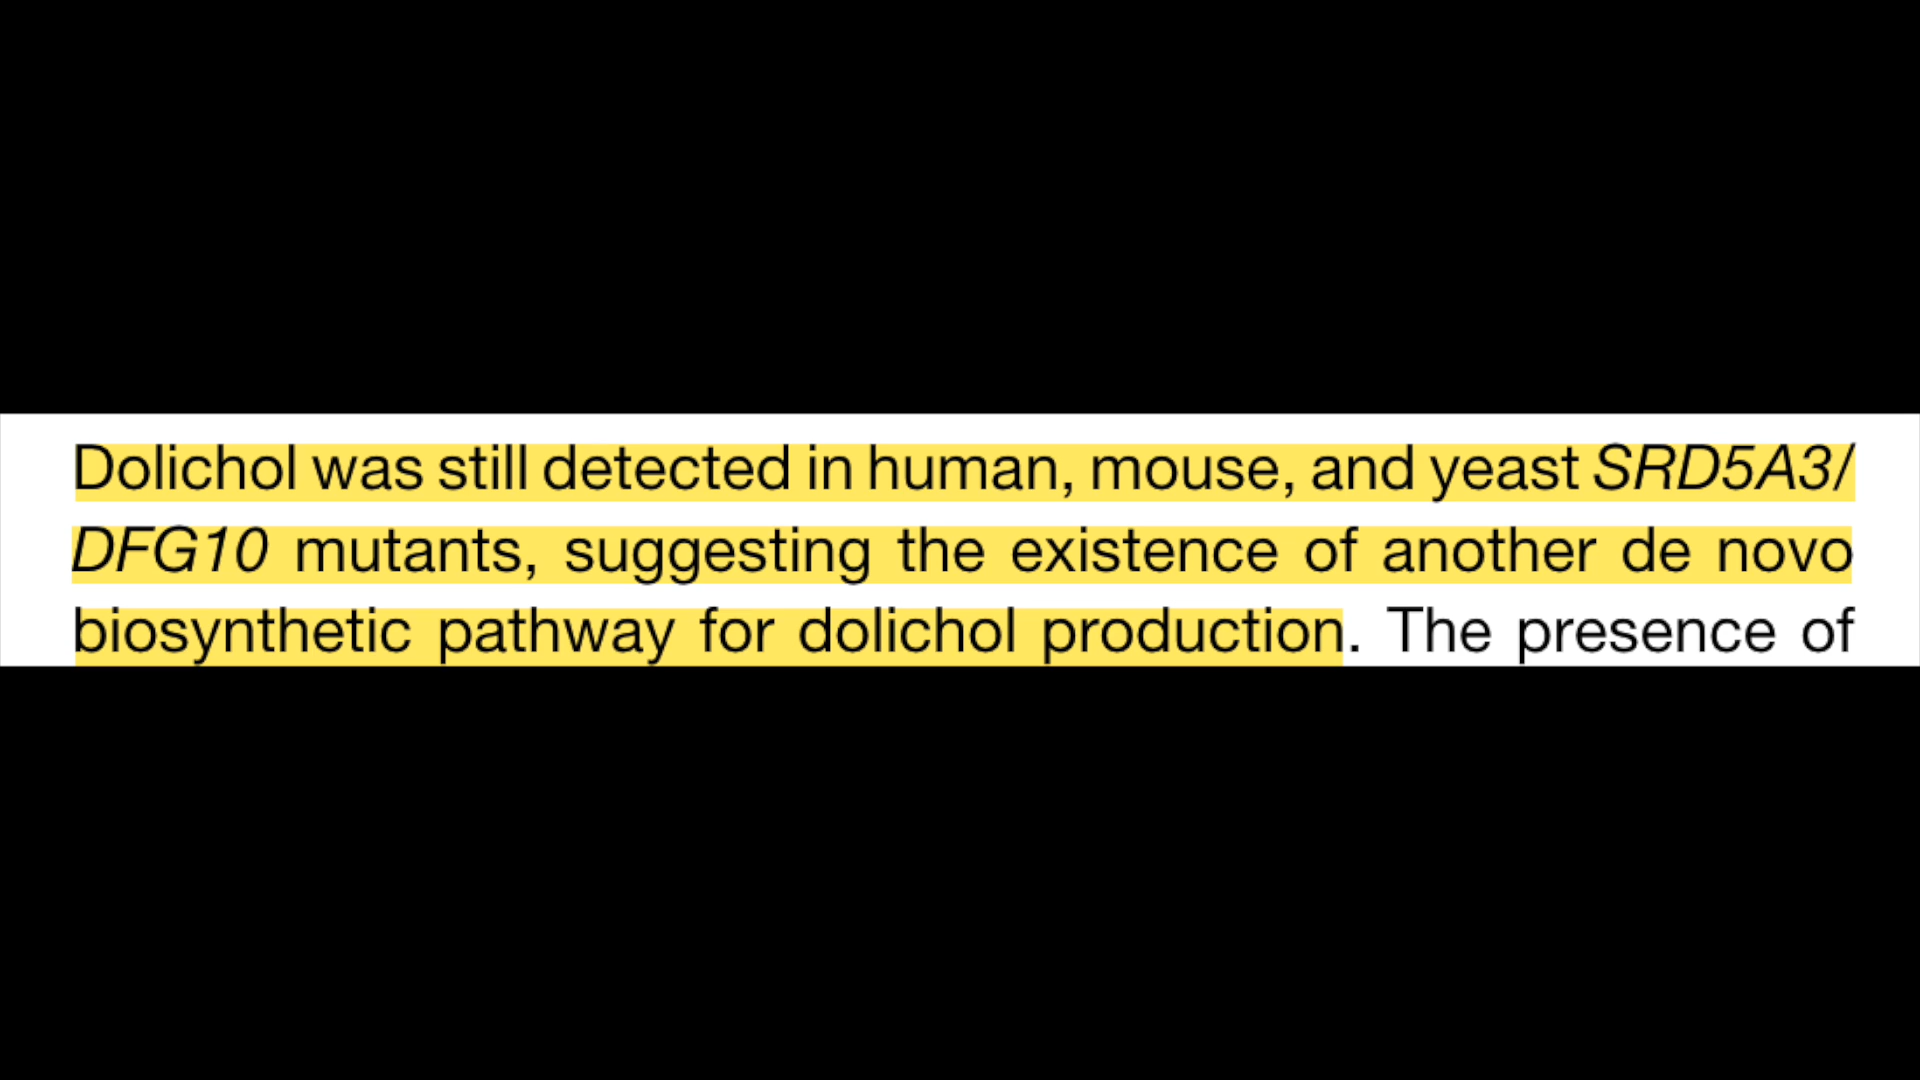 Dolichol was still detected in human, mouse, and yeast SRD5A3/
DFG10 mutants, suggesting the existence of another de novo
biosynthetic pathway for dolichol production. The presence of